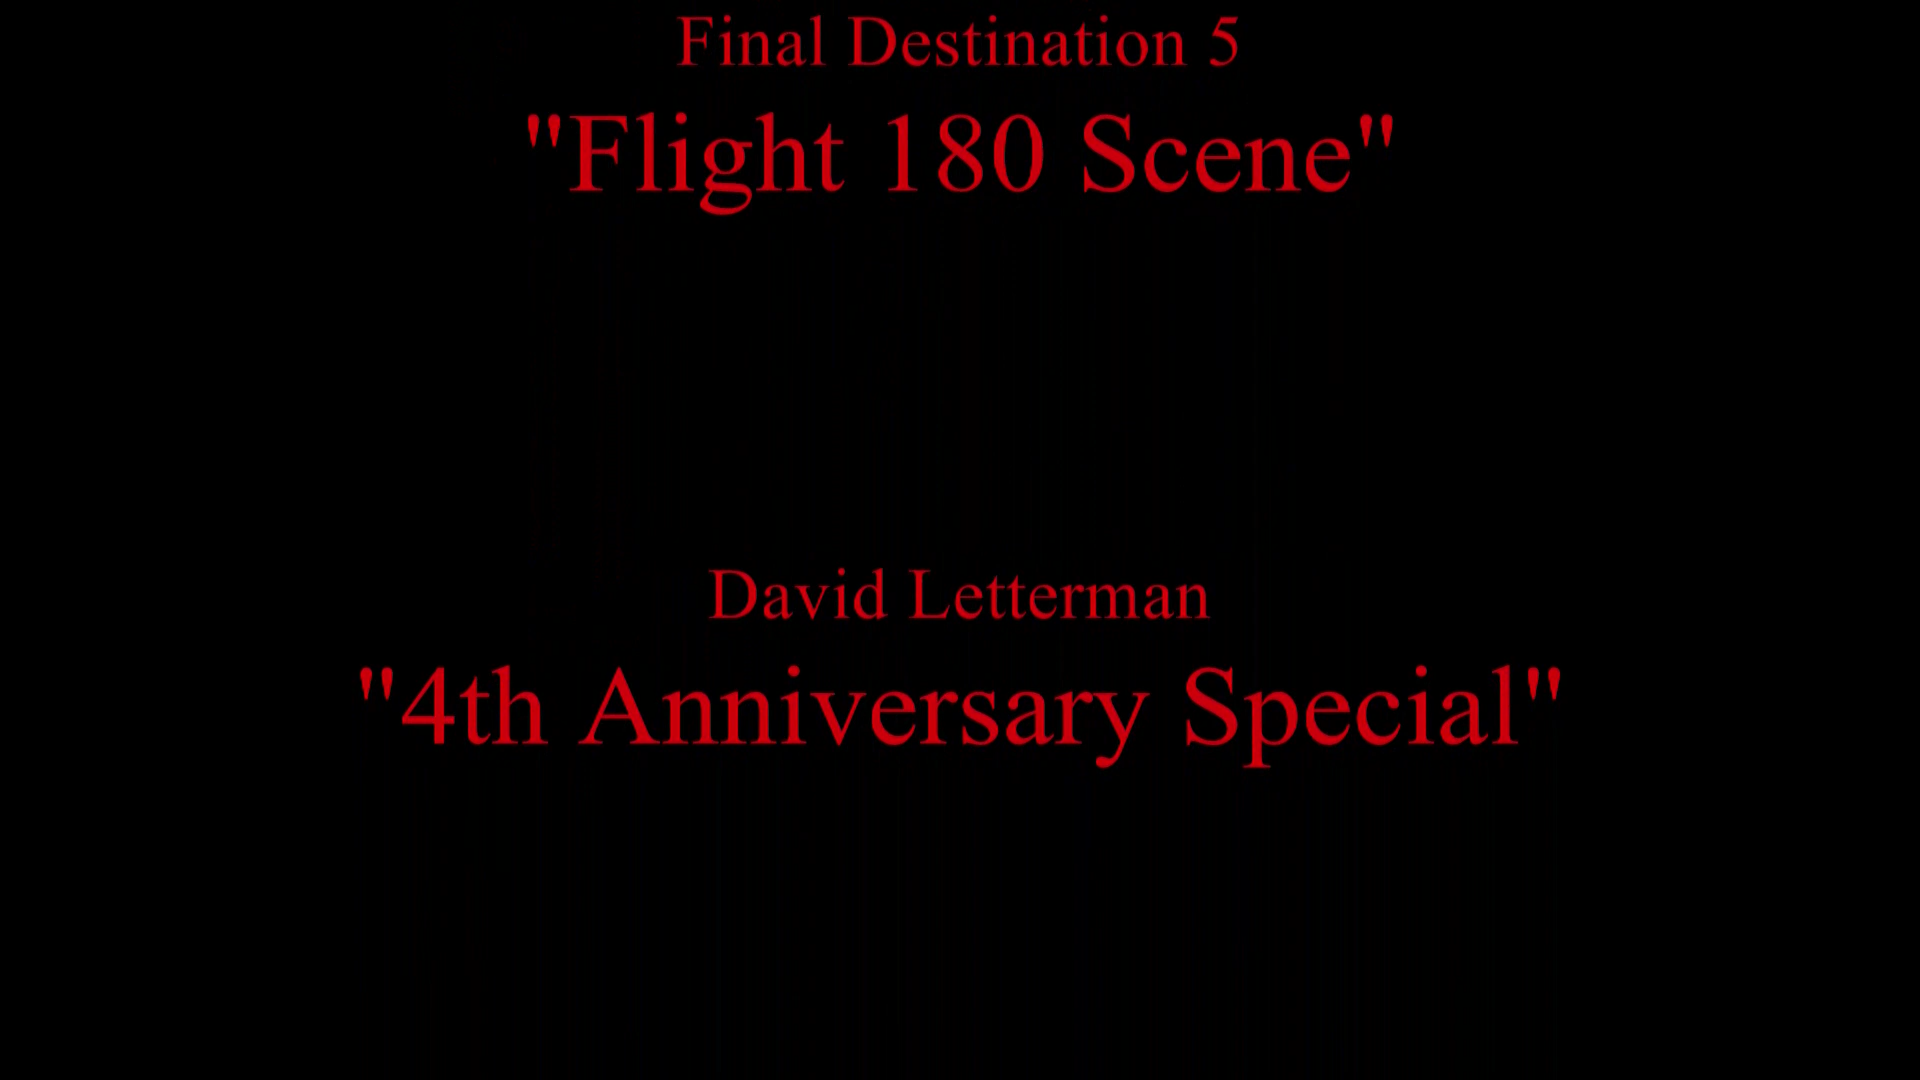 Final Destination 5
"Flight 180 Scene"
David Letterman
"4th Anniversary Special"